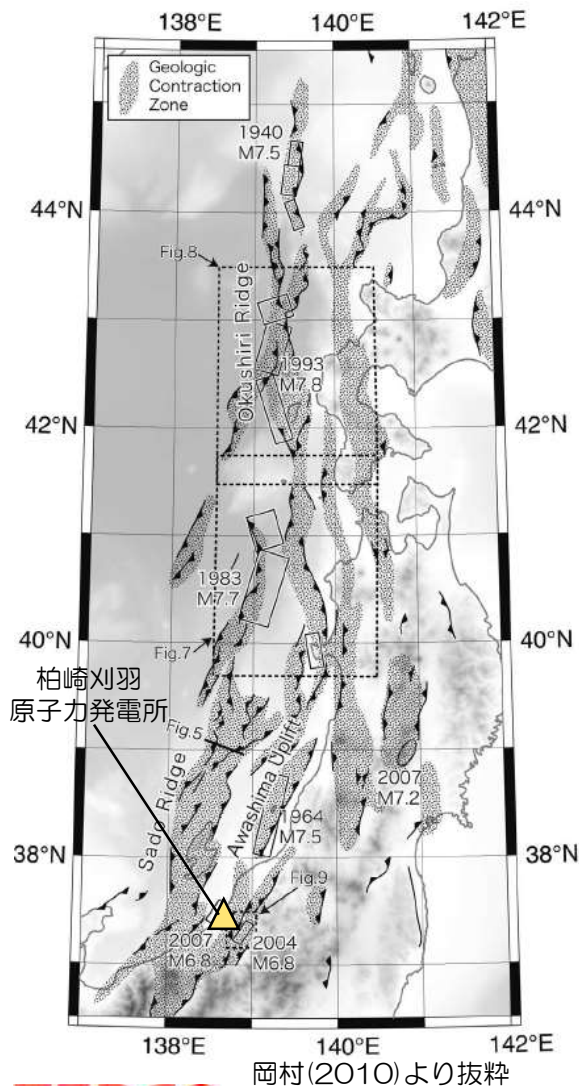 138°E 140°E 142°E
Geologic
Contraction
Zone
1940
M7.5
44°N 44°N
Fig.8
Okushiri Ridge
1993
M7.8
42°N 42°N
1983
M7.7
40°N 40°N
Fig.7
柏崎刈羽
原子力発電所
Fig.5
Sado Ridge
Awashima Uplift
2007
M7.2
1964
M7.5
38°N 38°N
Fig.9
2007 2004
M6.8 M6.8
138°E 140°E 142°E
岡村(2010)より抜粋